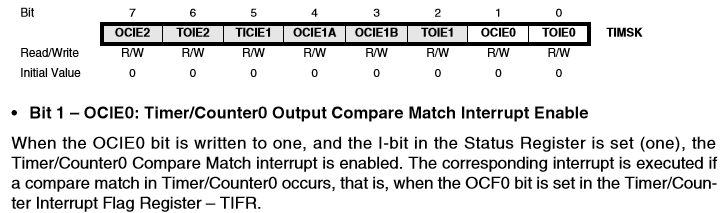 Bit 7 6 5 4 3 2 1 0
OCIE2 TOIE2 TICIE1 OCIE1A OCIE1B TOIE1 OCIE0 TOIE0 TIMSK
Read/Write R/W R/W R/W R/W R/W R/W R/W R/W
Initial Value 0 0 0 0 0 0 0 0
• Bit 1 – OCIE0: Timer/Counter0 Output Compare Match Interrupt Enable
When the OCIE0 bit is written to one, and the I-bit in the Status Register is set (one), the
Timer/Counter0 Compare Match interrupt is enabled. The corresponding interrupt is executed if
a compare match in Timer/Counter0 occurs, that is, when the OCF0 bit is set in the Timer/Coun-
ter Interrupt Flag Register – TIFR.